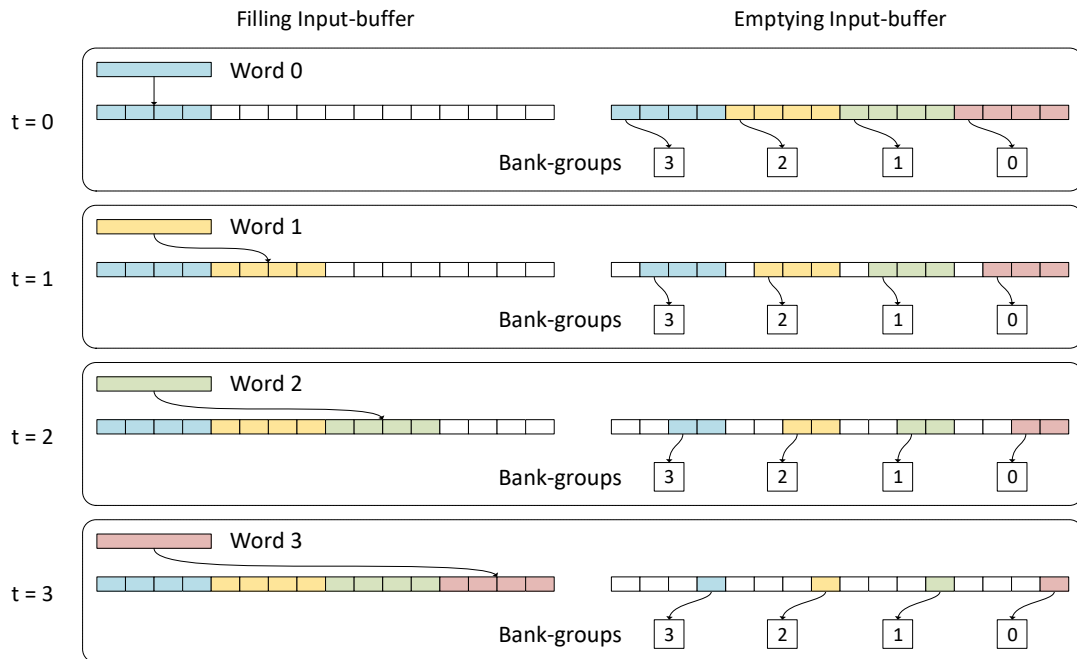 Filling Input-buffer
Emptying Input-buffer
t = 0
Word 0
Bank-groups
3
2
1
0
t = 1
Word 1
Bank-groups
3
2
1
0
t = 2
Word 2
Bank-groups
3
2
1
0
t = 3
Word 3
Bank-groups
3
2
1
0